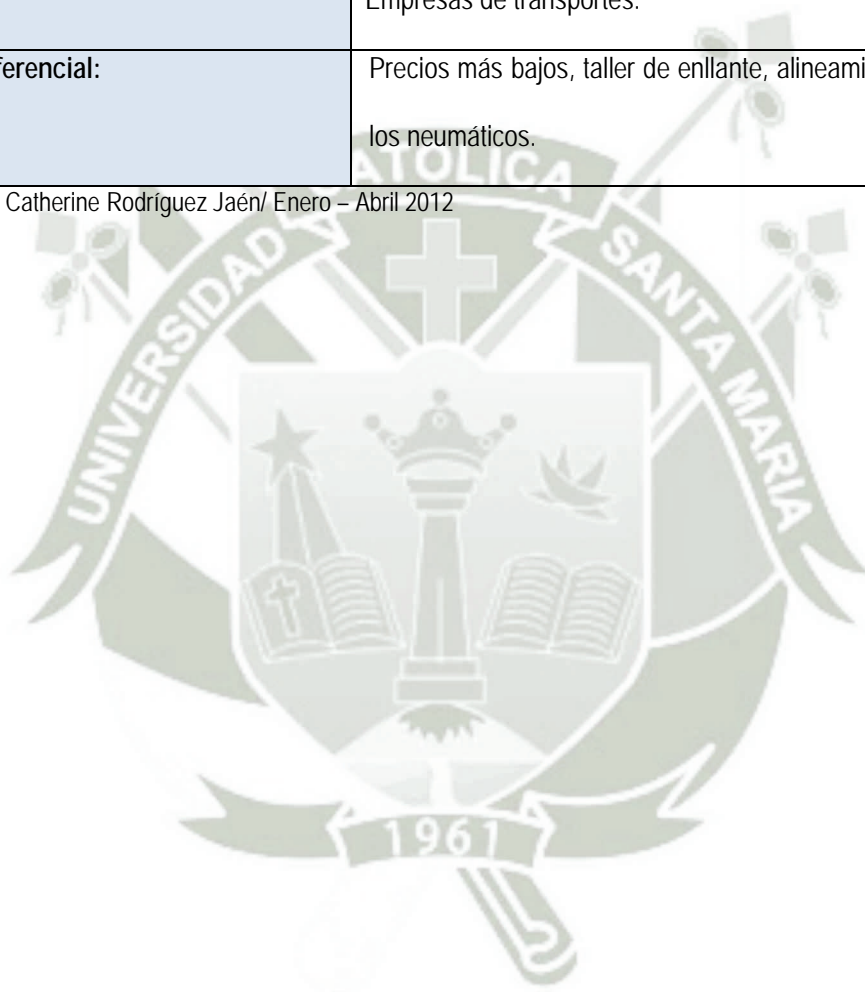 Empresas de transportes.
ferencial:
Precios más bajos, taller de enllante, alineami
los neumáticos.
Catherine Rodríguez Jaén/ Enero – Abril 2012
UNIVERSIDAD CATOLICA SANTA MARIA
1961